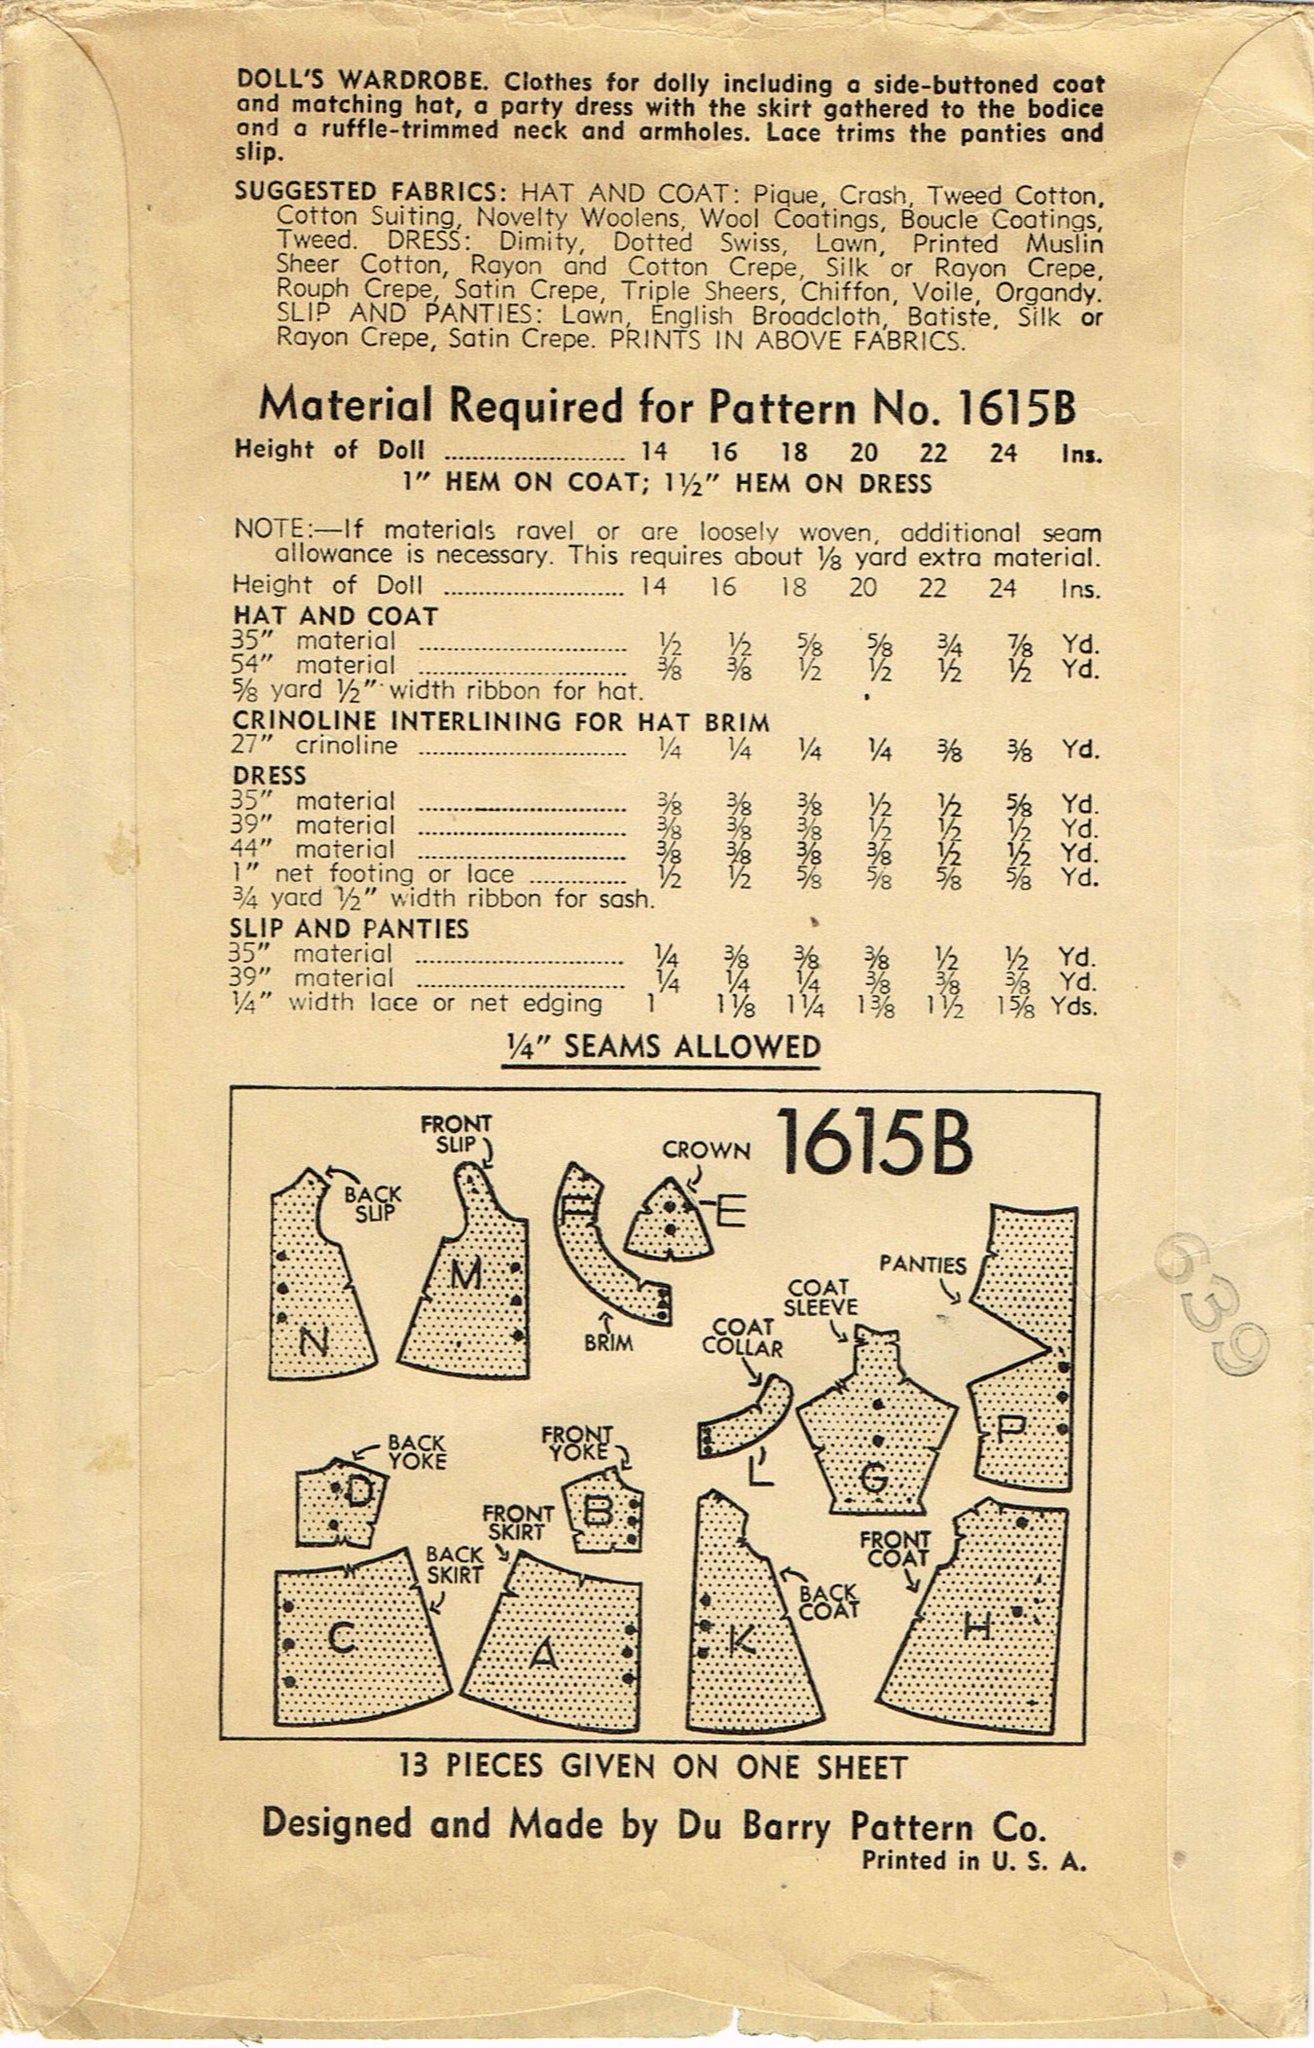 DOLL'S WARDROBE. Clothes for dolly including a side-buttoned coat
and matching hat, a party dress with the skirt gathered to the bodice
and a ruffle-trimmed neck and armholes. Lace trims the panties and
slip.
SUGGESTED FABRICS: HAT AND COAT: Pique, Crash, Tweed Cotton,
Cotton Suiting, Novelty Woolens, Wool Coatings, Boucle Coatings,
Tweed. DRESS: Dimity, Dotted Swiss, Lawn, Printed Muslin
Sheer Cotton, Rayon and Cotton Crepe, Silk or Rayon Crepe,
Rouph Crepe, Satin Crepe, Triple Sheers, Chiffon, Voile, Organdy.
SLIP AND PANTIES: Lawn, English Broadcloth, Batiste, Silk or
Rayon Crepe, Satin Crepe. PRINTS IN ABOVE FABRICS.
Material Required for Pattern No. 1615B
Height of Doll ........................... 14 16 18 20 22 24 Ins.
1" HEM ON COAT; 1½" HEM ON DRESS
NOTE:—If materials ravel or are loosely woven, additional seam
allowance is necessary. This requires about ⅛ yard extra material.
Height of Doll ........................... 14 16 18 20 22 24 Ins.
HAT AND COAT
35" material ........................... ½ ½ ⅝ ⅝ ¾ ⅞ Yd.
54" material ........................... ⅜ ⅜ ½ ½ ½ ½ Yd.
⅝ yard ½" width ribbon for hat.
CRINOLINE INTERLINING FOR HAT BRIM
27" crinoline ........................... ¼ ¼ ¼ ¼ ⅜ ⅜ Yd.
DRESS
35" material ........................... ⅜ ⅜ ⅜ ½ ½ ⅝ Yd.
39" material ........................... ⅜ ⅜ ⅜ ½ ½ ½ Yd.
44" material ........................... ⅜ ⅜ ⅜ ⅜ ½ ½ Yd.
1" net footing or lace ............. ½ ½ ⅝ ⅝ ⅝ ⅝ Yd.
¾ yard ½" width ribbon for sash.
SLIP AND PANTIES
35" material ........................... ¼ ⅜ ⅜ ⅜ ½ ½ Yd.
39" material ........................... ¼ ¼ ¼ ⅜ ⅜ ⅜ Yd.
¼" width lace or net edging 1 1⅛ 1¼ 1⅜ 1½ 1⅝ Yds.
¼" SEAMS ALLOWED
1615B
FRONT
SLIP
CROWN
E
BACK
SLIP
F
M
N
BRIM
PANTIES
COAT
SLEEVE
COAT
COLLAR
P
G
L
BACK
YOKE
D
FRONT
YOKE
B
FRONT
SKIRT
BACK
SKIRT
FRONT
COAT
BACK
COAT
C
A
K
H
639
13 PIECES GIVEN ON ONE SHEET
Designed and Made by Du Barry Pattern Co.
Printed in U. S. A.